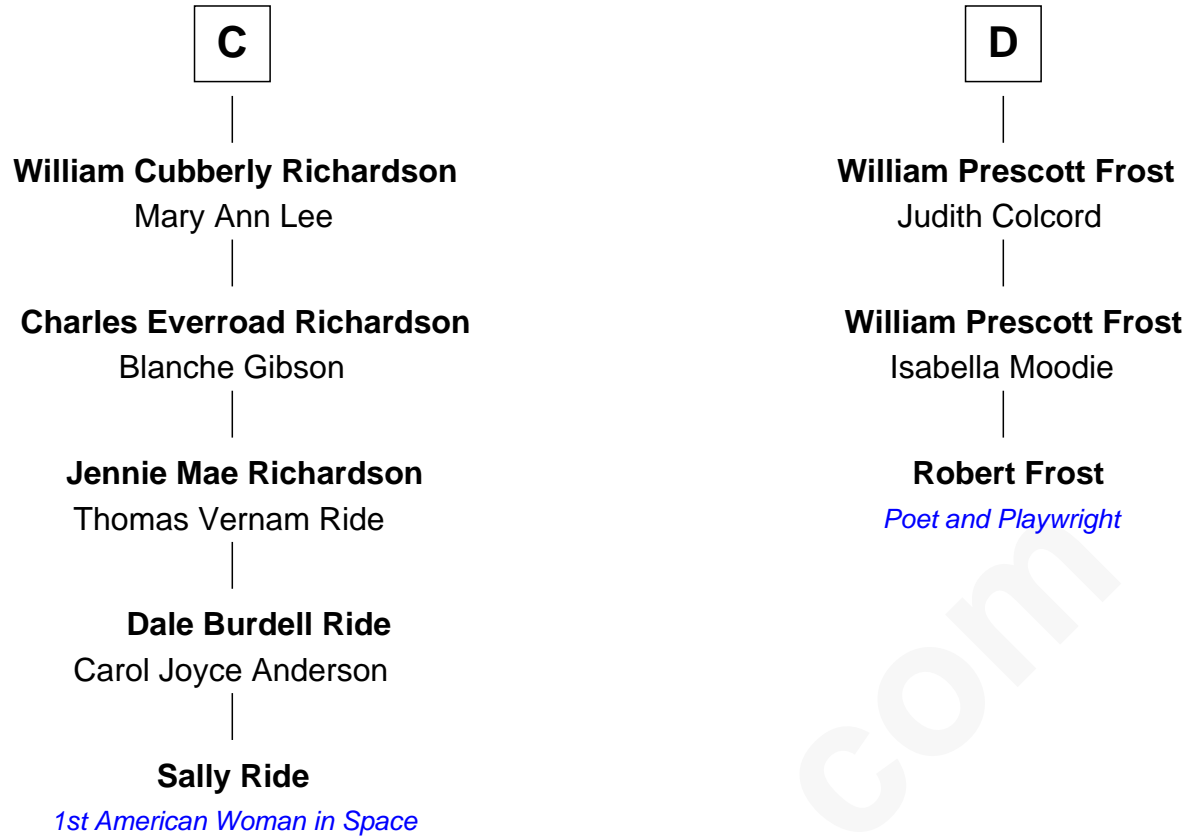 C
William Cubberly Richardson
Mary Ann Lee
Charles Everroad Richardson
Blanche Gibson
Jennie Mae Richardson
Thomas Vernam Ride
Dale Burdell Ride
Carol Joyce Anderson
Sally Ride
1st American Woman in Space
D
William Prescott Frost
Judith Colcord
William Prescott Frost
Isabella Moodie
Robert Frost
Poet and Playwright
com